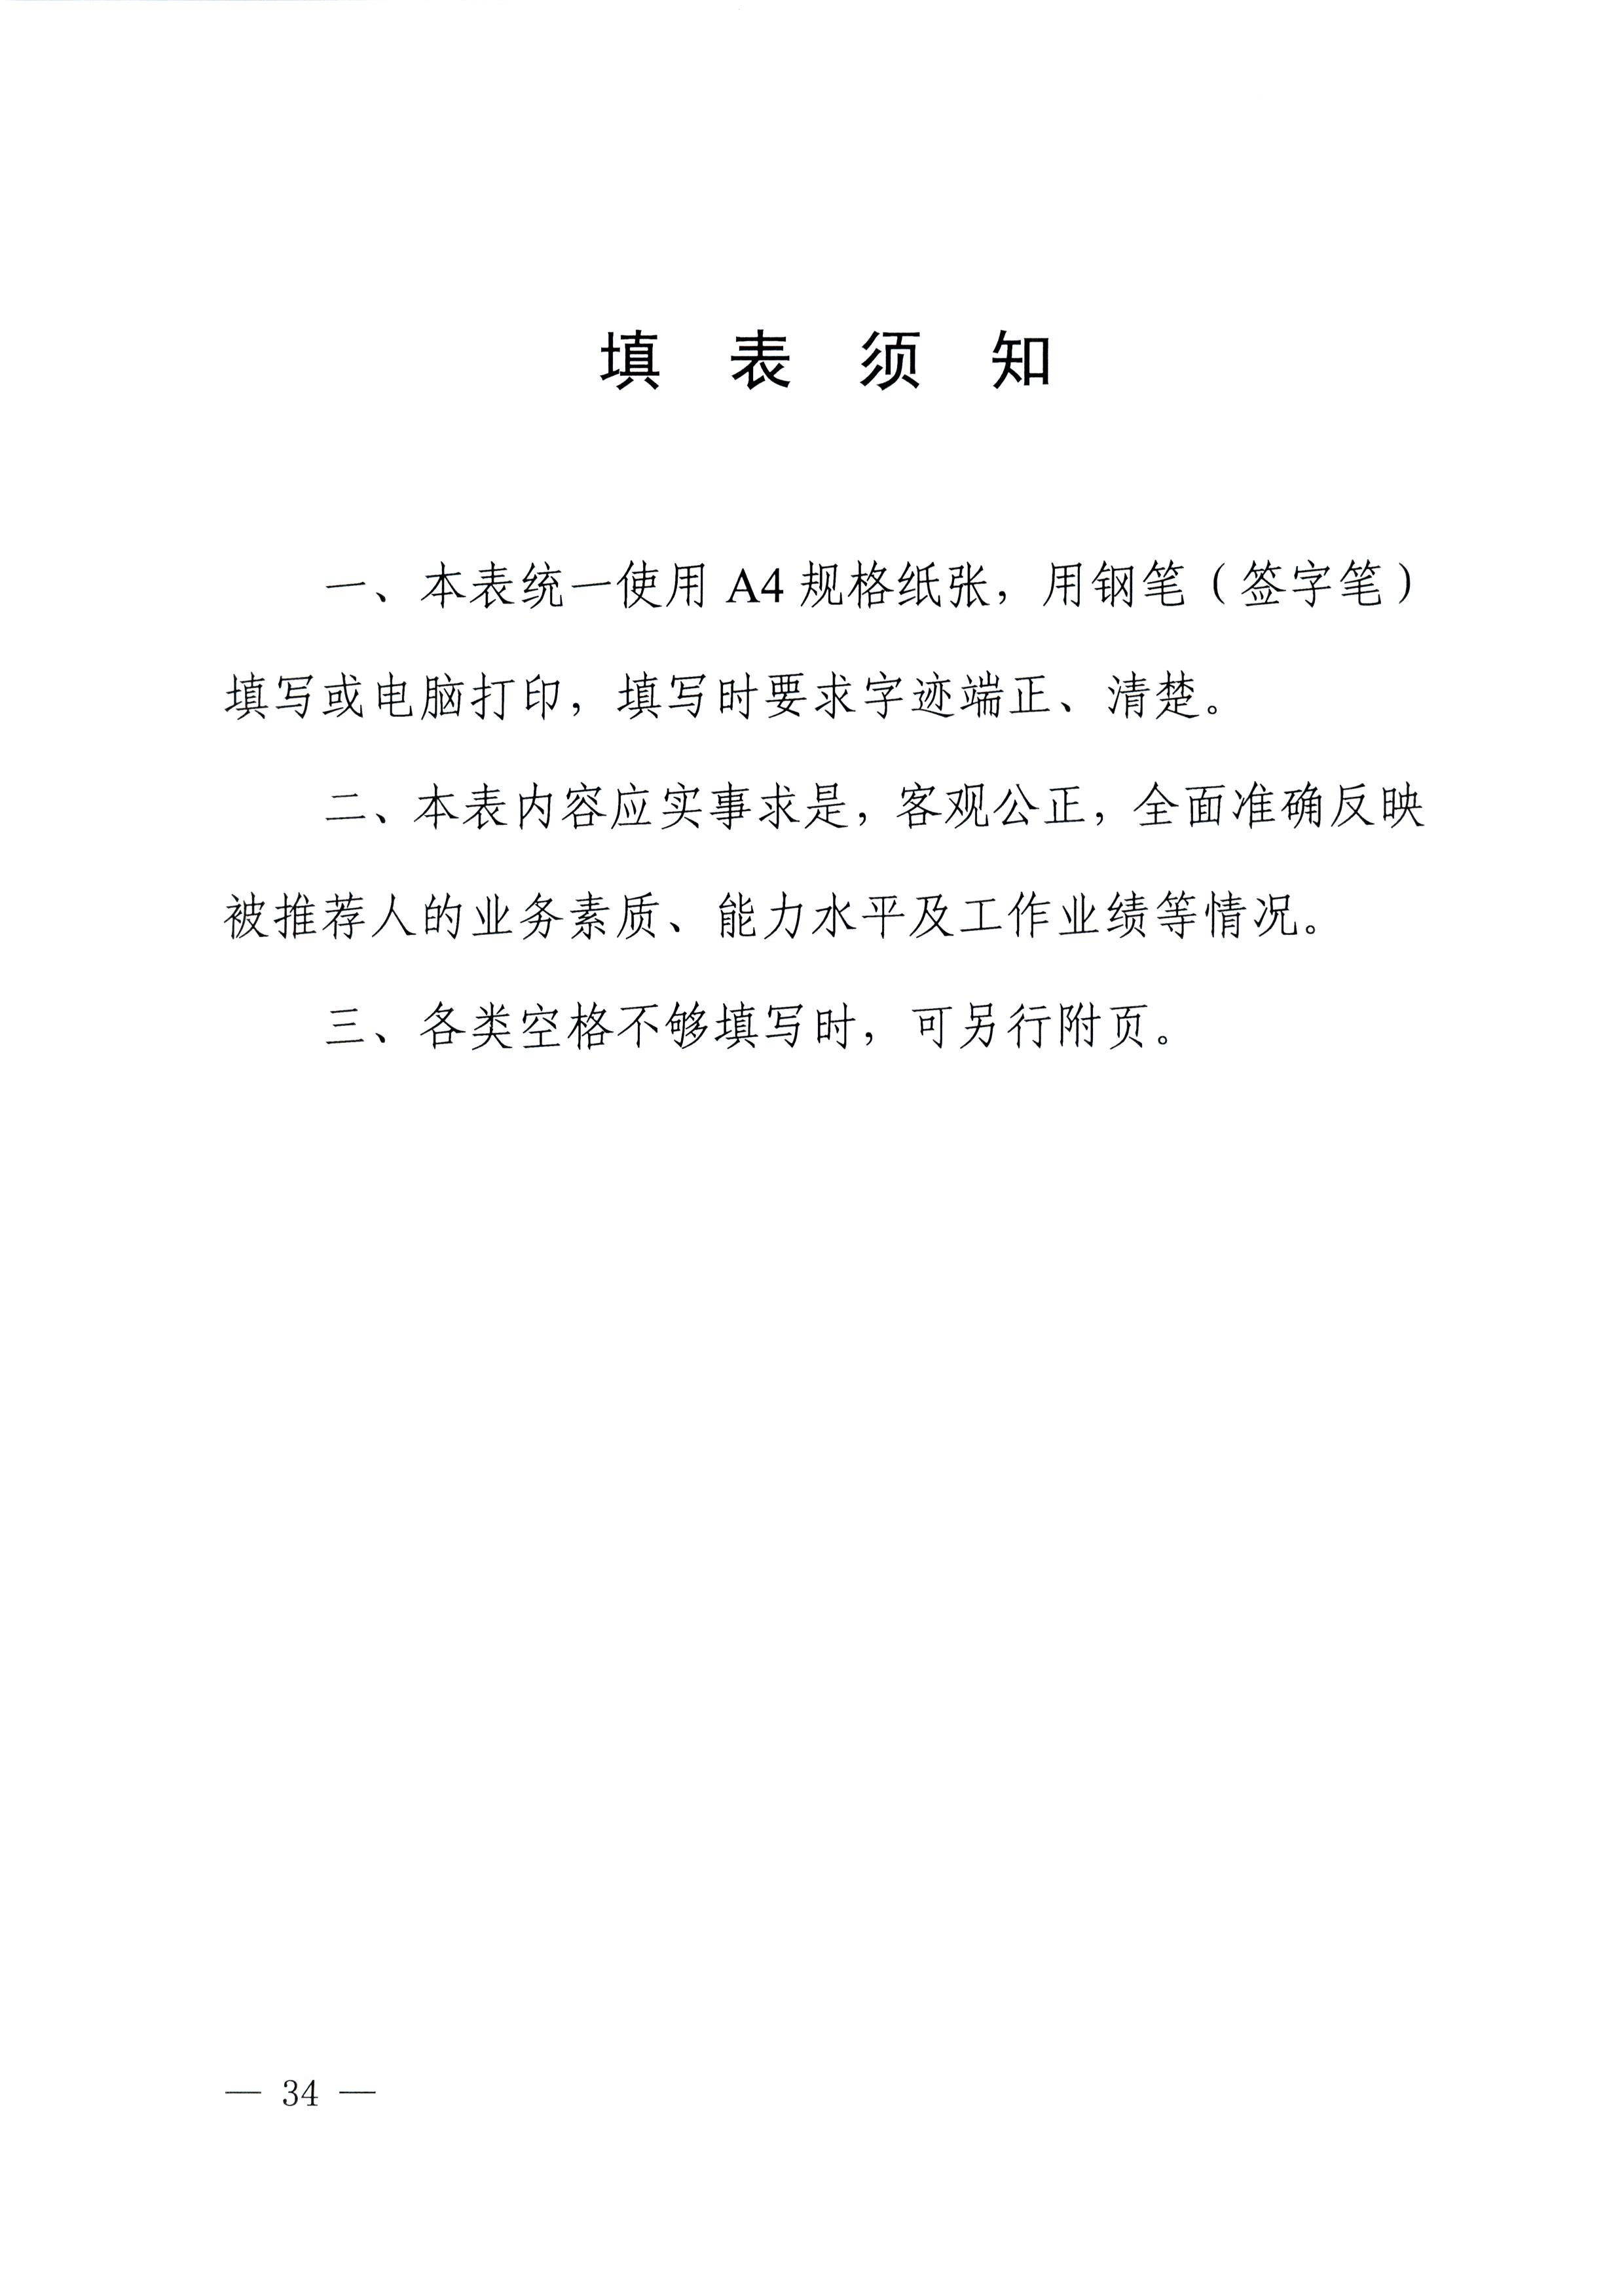 填 表 须 知
一、本表统一使用 A4 规格纸张，用钢笔（签字笔）
填写或电脑打印，填写时要求字迹端正、清楚。
二、本表内容应实事求是，客观公正，全面准确反映
被推荐人的业务素质、能力水平及工作业绩等情况。
三、各类空格不够填写时，可另行附页。
— 34 —